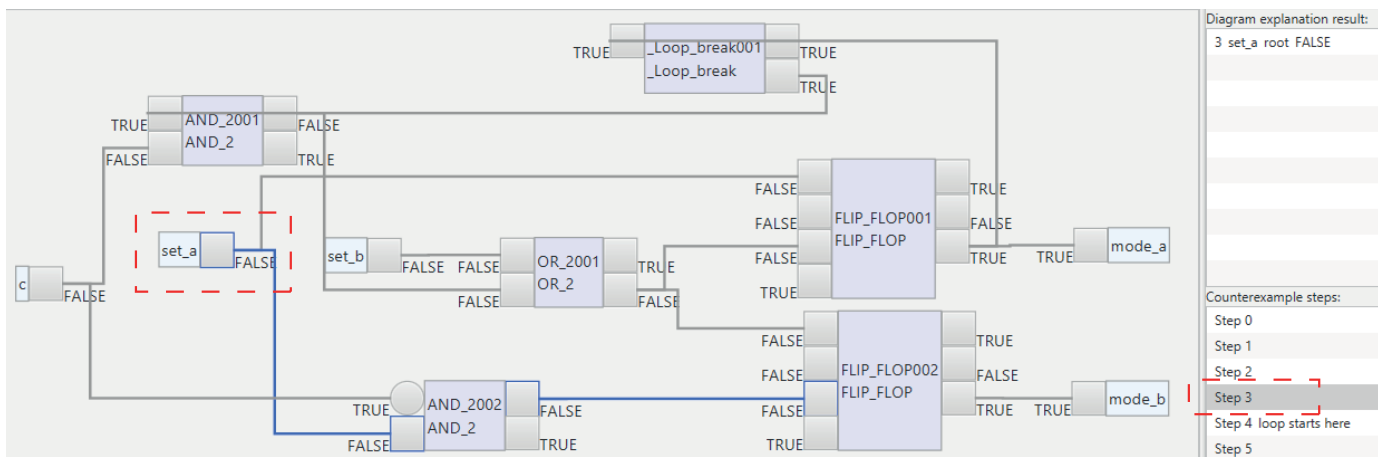 Diagram explanation result:
3 set_a root FALSE
TRUE
_Loop_break001
_Loop_break
TRUE
TRUE
TRUE
AND_2001
AND_2
FALSE
FALSE
TRUE
FALSE
FLIP_FLOP001
FLIP_FLOP
TRUE
FALSE
FALSE
FALSE
TRUE
TRUE
TRUE
mode_a
set_a
FALSE
set_b
FALSE
FALSE
OR_2001
OR_2
TRUE
FALSE
FALSE
c
FALSE
Counterexample steps:
Step 0
Step 1
Step 2
Step 3
Step 4 loop starts here
Step 5
FALSE
FLIP_FLOP002
FLIP_FLOP
TRUE
FALSE
FALSE
FALSE
TRUE
TRUE
TRUE
mode_b
TRUE
AND_2002
AND_2
FALSE
FALSE
TRUE